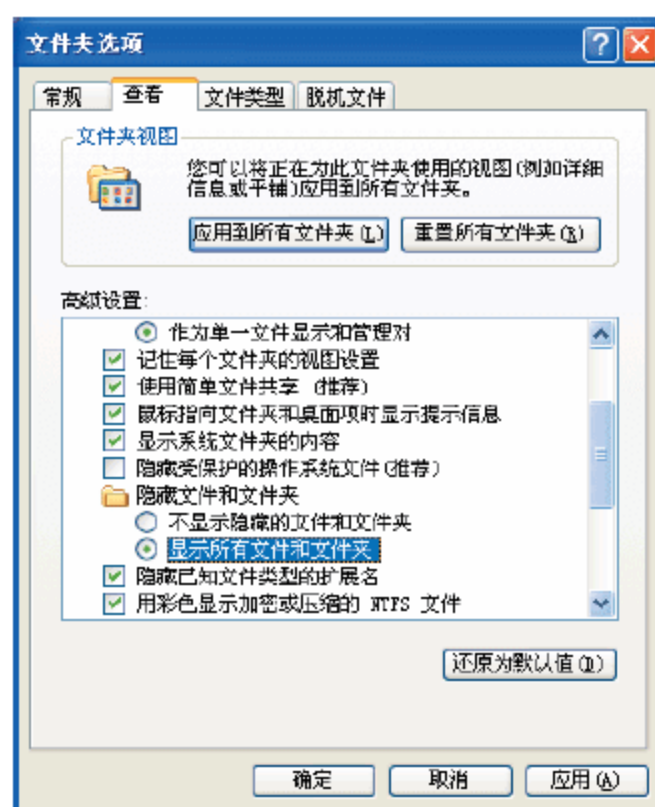 文件夹选项
常规 查看 文件类型 脱机文件
文件夹视图
您可以将正在为此文件夹使用的视图(例如详细
信息或平铺)应用到所有文件夹。
应用到所有文件夹(L) 重置所有文件夹(R)
高级设置:
作为单一文件显示和管理对
记住每个文件夹的视图设置
使用简单文件共享(推荐)
鼠标指向文件夹和桌面项时显示提示信息
显示系统文件夹的内容
隐藏受保护的操作系统文件(推荐)
隐藏文件和文件夹
不显示隐藏的文件和文件夹
显示所有文件和文件夹
隐藏已知文件类型的扩展名
用彩色显示加密或压缩的 NTFS 文件
还原为默认值(D)
确定 取消 应用(A)